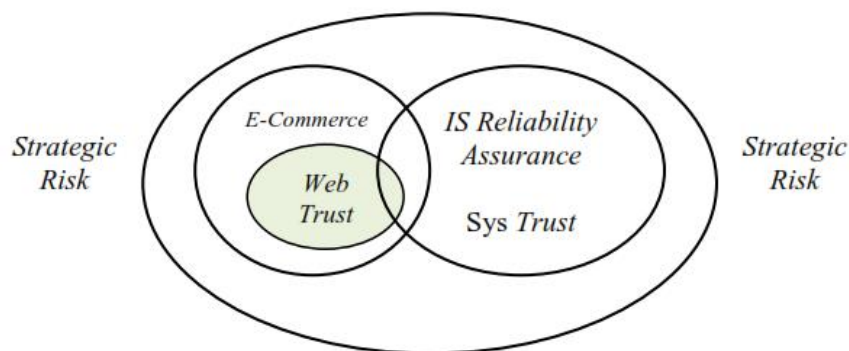 E-Commerce
IS Reliability
Assurance
Strategic
Risk
Web
Trust
Sys Trust
Strategic
Risk